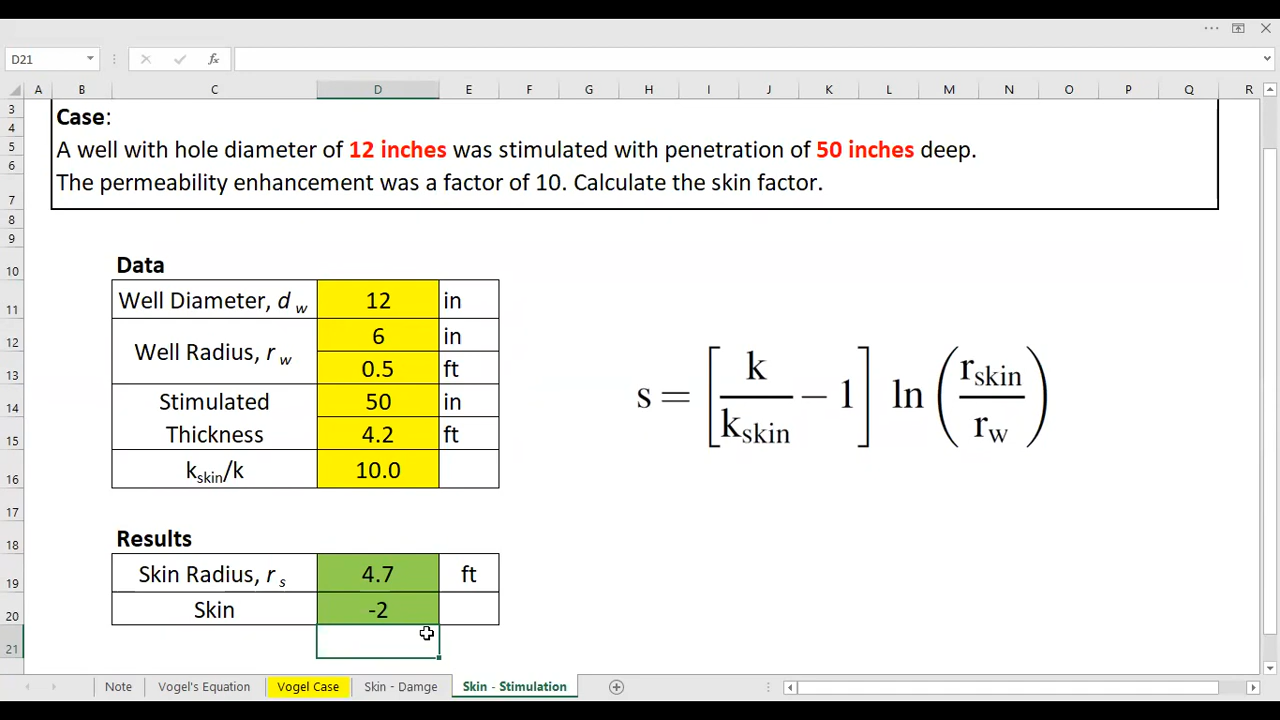 D21
fx
A B C D E F G H I J K L M N O P Q R
3
Case:
4
5
A well with hole diameter of 12 inches was stimulated with penetration of 50 inches deep.
6
The permeability enhancement was a factor of 10. Calculate the skin factor.
7
8
9
10
Data
11
Well Diameter, d w 12 in
12
Well Radius, r w 6 in
13
0.5 ft
14
Stimulated 50 in
15
Thickness 4.2 ft
16
kskin/k 10.0
s = [k/kskin − 1] ln (rskin/rw)
17
18
Results
19
Skin Radius, r s 4.7 ft
20
Skin -2
21
Note Vogel's Equation Vogel Case Skin - Damge Skin - Stimulation